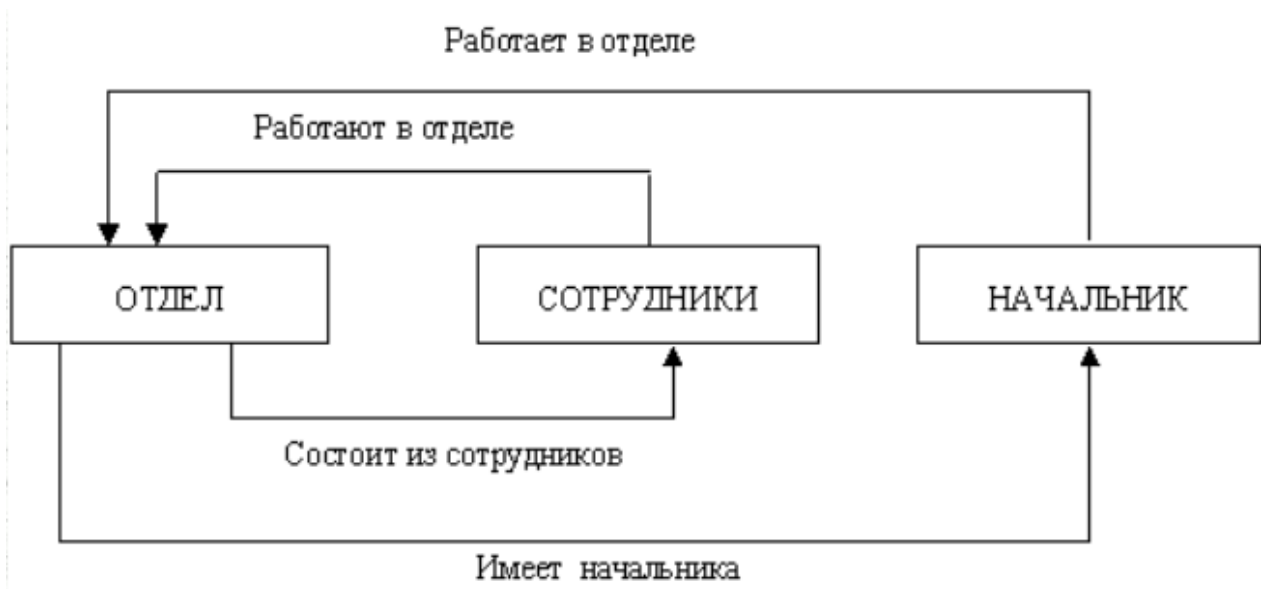 Работает в отделе
Работают в отделе
ОТДЕЛ
СОТРУДНИКИ
НАЧАЛЬНИК
Состоит из сотрудников
Имеет начальника